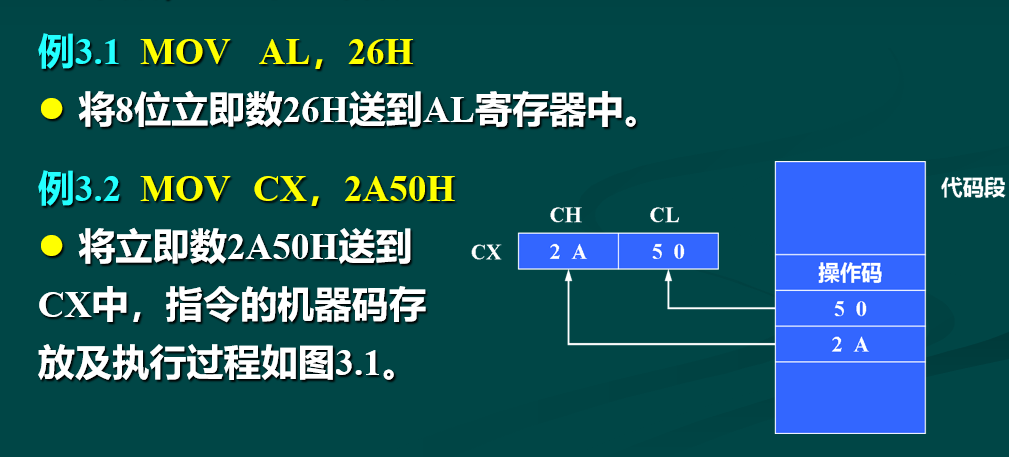 例3.1 MOV AL，26H
● 将8位立即数26H送到AL寄存器中。
例3.2 MOV CX，2A50H
● 将立即数2A50H送到
CX中，指令的机器码存
放及执行过程如图3.1。
CH CL
CX 2 A 5 0
代码段
操作码
5 0
2 A